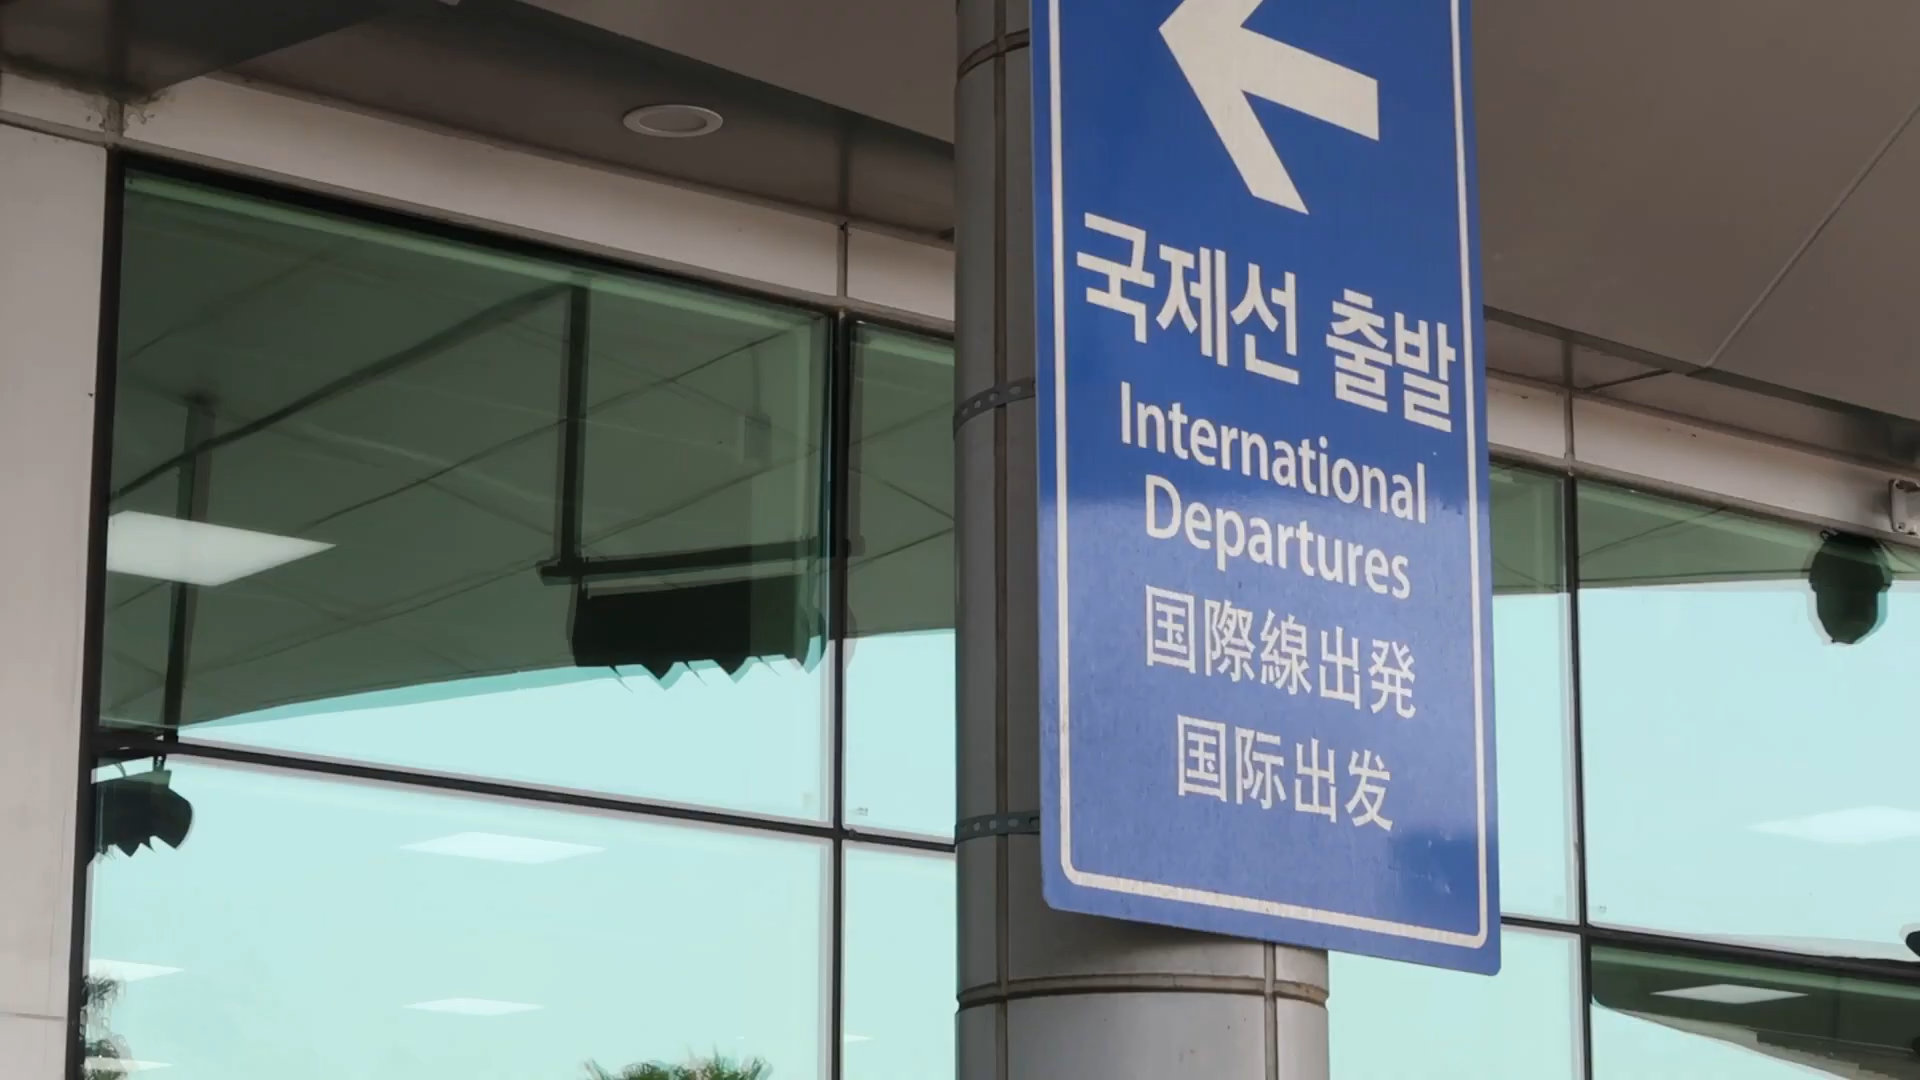 국제선 출발
International
Departures
国際線出発
国际出发